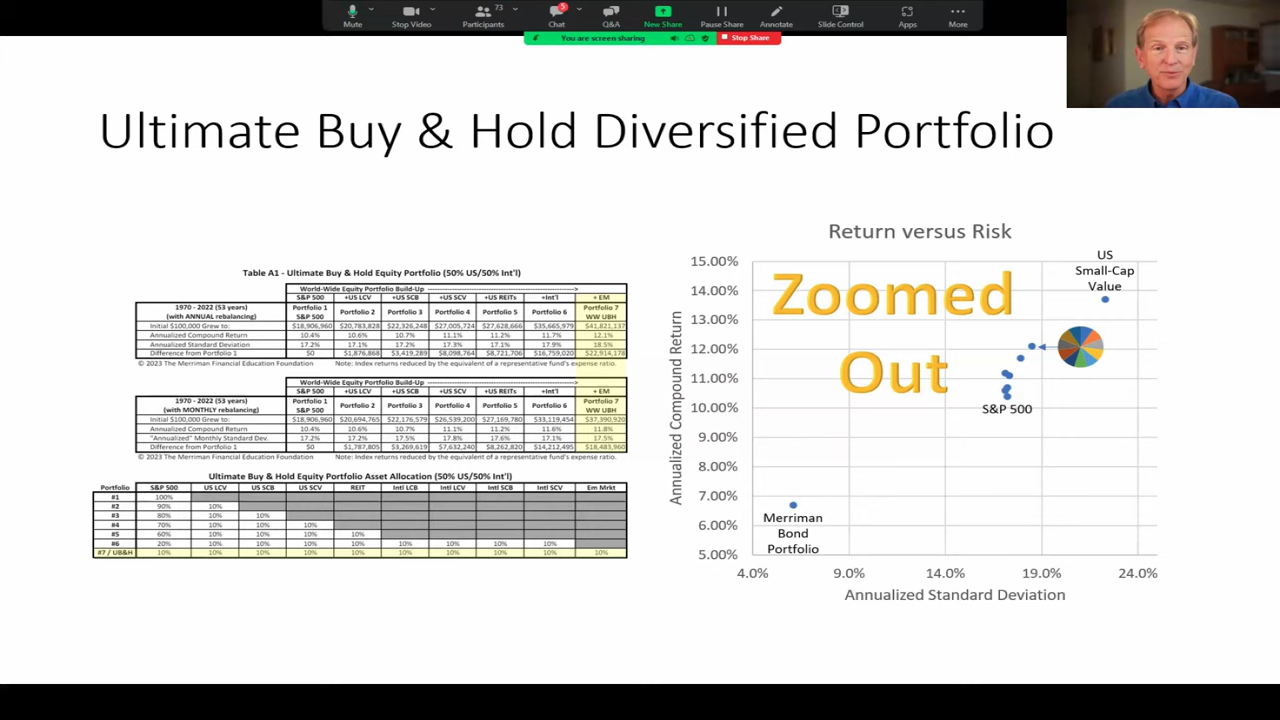 73
5
Mute
Stop Video
Participants
Chat
Q&A
New Share
Pause Share
Annotate
Slide Control
Apps
More
You are screen sharing
Stop Share
Ultimate Buy & Hold Diversified Portfolio
Table A1 - Ultimate Buy & Hold Equity Portfolio (50% US/50% Int'l)
World-Wide Equity Portfolio Build-Up ---->
S&P 500 +US LCV +US SCB +US SCV +US REITs +Int'l + EM
1970 - 2022 (53 years) (with ANNUAL rebalancing) Portfolio 1 S&P 500 Portfolio 2 Portfolio 3 Portfolio 4 Portfolio 5 Portfolio 6 Portfolio 7 WW UBH
Initial $100,000 Grew to: $18,906,960 $20,783,828 $22,326,248 $27,005,724 $27,628,666 $35,665,979 $41,821,137
Annualized Compound Return 10.4% 10.6% 10.7% 11.1% 11.2% 11.7% 12.1%
Annualized Standard Deviation 17.2% 17.1% 17.2% 17.3% 17.1% 17.9% 18.5%
Difference from Portfolio 1 $0 $1,876,868 $3,419,289 $8,098,764 $8,721,706 $16,759,020 $22,914,178
© 2023 The Merriman Financial Education Foundation Note: Index returns reduced by the equivalent of a representative fund's expense ratio.
World-Wide Equity Portfolio Build-Up ---->
S&P 500 +US LCV +US SCB +US SCV +US REITs +Int'l + EM
1970 - 2022 (53 years) (with MONTHLY rebalancing) Portfolio 1 S&P 500 Portfolio 2 Portfolio 3 Portfolio 4 Portfolio 5 Portfolio 6 Portfolio 7 WW UBH
Initial $100,000 Grew to: $18,906,960 $20,694,765 $22,176,579 $26,539,200 $27,169,780 $33,119,454 $37,390,920
Annualized Compound Return 10.4% 10.6% 10.7% 11.1% 11.2% 11.6% 11.8%
"Annualized" Monthly Standard Dev. 17.2% 17.2% 17.5% 17.8% 17.6% 17.1% 17.5%
Difference from Portfolio 1 $0 $1,787,805 $3,269,619 $7,632,240 $8,262,820 $14,212,495 $18,483,960
© 2023 The Merriman Financial Education Foundation Note: Index returns reduced by the equivalent of a representative fund's expense ratio.
Ultimate Buy & Hold Equity Portfolio Asset Allocation (50% US/50% Int'l)
Portfolio S&P 500 US LCV US SCB US SCV REIT Intl LCB Intl LCV Intl SCB Intl SCV Em Mrkt
#1 100%
#2 90% 10%
#3 80% 10% 10%
#4 70% 10% 10% 10%
#5 60% 10% 10% 10% 10%
#6 20% 10% 10% 10% 10% 10% 10% 10% 10%
#7 / UB&H 10% 10% 10% 10% 10% 10% 10% 10% 10% 10%
Return versus Risk
Zoomed
Out
US
Small-Cap
Value
S&P 500
Merriman
Bond
Portfolio
Annualized Compound Return
15.00%
14.00%
13.00%
12.00%
11.00%
10.00%
9.00%
8.00%
7.00%
6.00%
5.00%
4.0% 9.0% 14.0% 19.0% 24.0%
Annualized Standard Deviation